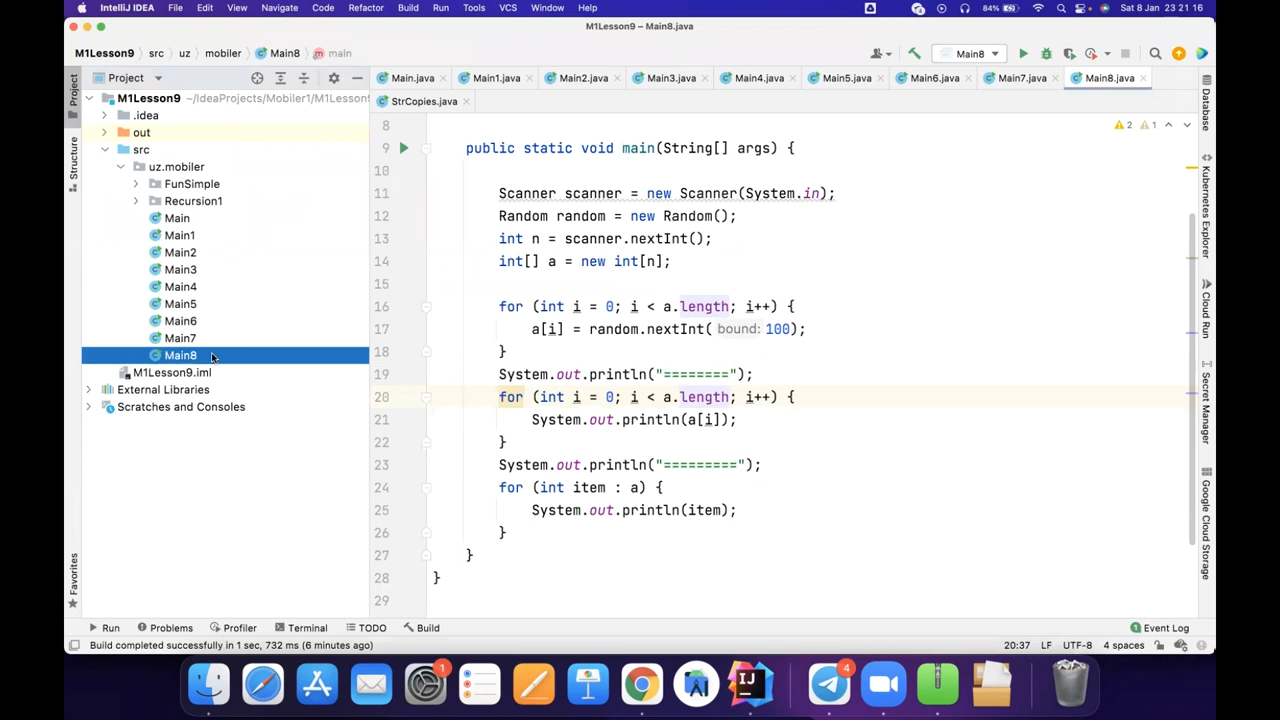 IntelliJ IDEA File Edit View Navigate Code Refactor Build Run Tools VCS Window Help 84% Sat 8 Jan 23 21 16
M1Lesson9 – Main8.java
M1Lesson9 src uz mobiler Main8 main Main8
Project Main.java Main1.java Main2.java Main3.java Main4.java Main5.java Main6.java Main7.java Main8.java
M1Lesson9 ~/IdeaProjects/Mobiler1/M1Lesson StrCopies.java
.idea
out
src
uz.mobiler
FunSimple
Recursion1
Main
Main1
Main2
Main3
Main4
Main5
Main6
Main7
Main8
M1Lesson9.iml
External Libraries
Scratches and Consoles
8 2 1
9 public static void main(String[] args) {
10
11 Scanner scanner = new Scanner(System.in);
12 Random random = new Random();
13 int n = scanner.nextInt();
14 int[] a = new int[n];
15
16 for (int i = 0; i < a.length; i++) {
17 a[i] = random.nextInt( bound: 100);
18 }
19 System.out.println("========");
20 for (int i = 0; i < a.length; i++) {
21 System.out.println(a[i]);
22 }
23 System.out.println("=========");
24 for (int item : a) {
25 System.out.println(item);
26 }
27 }
28 }
29
Project
Structure
Favorites
Database
Kubernetes Explorer
Cloud Run
Secret Manager
Google Cloud Storage
Run Problems Profiler Terminal TODO Build 1 Event Log
Build completed successfully in 1 sec, 732 ms (6 minutes ago) 20:37 LF UTF-8 4 spaces
1 4